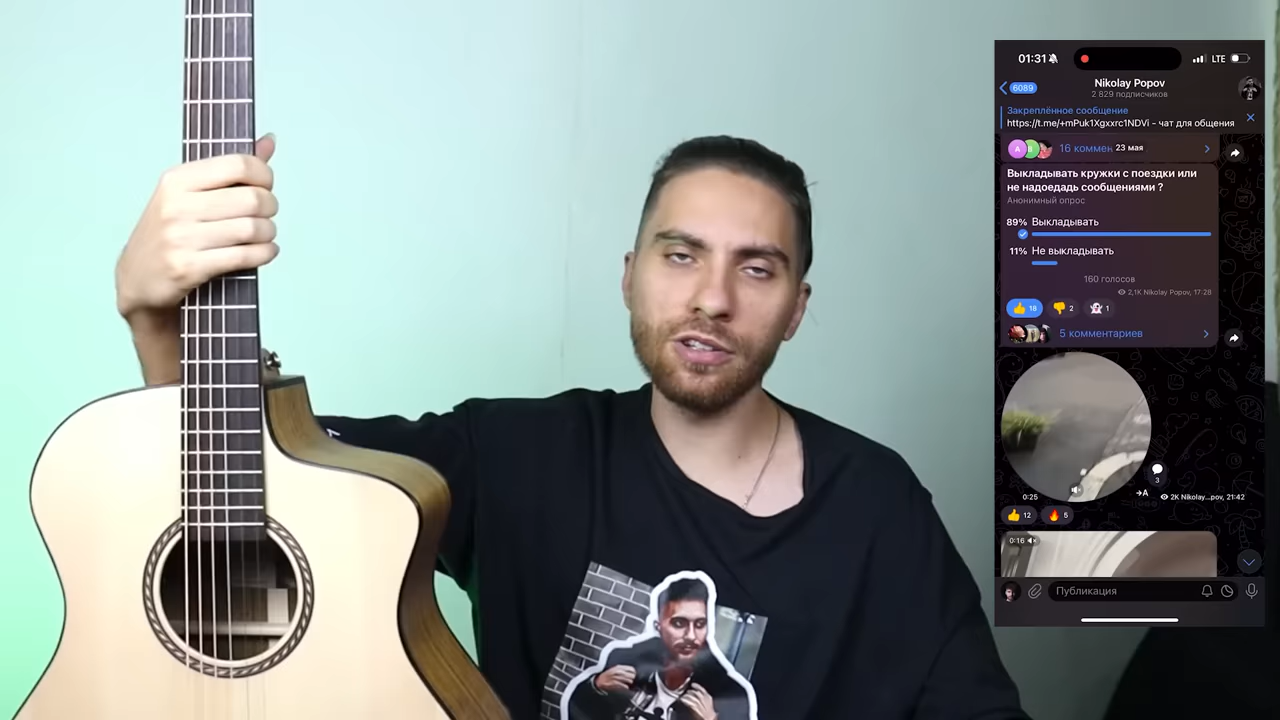 01:31
LTE
6089
Nikolay Popov
2 829 подписчиков
Закреплённое сообщение
https://t.me/+mPuk1Xgxxrc1NDVi – чат для общения
A
B
16 коммен
23 мая
Выкладывать кружки с поездки или
не надоедадь сообщениями ?
Анонимный опрос
89% Выкладывать
11% Не выкладывать
160 голосов
2,1K Nikolay Popov, 17:28
18
2
1
5 комментариев
3
0:25
→A
2K Nikolay...pov, 21:42
12
5
0:16
Публикация